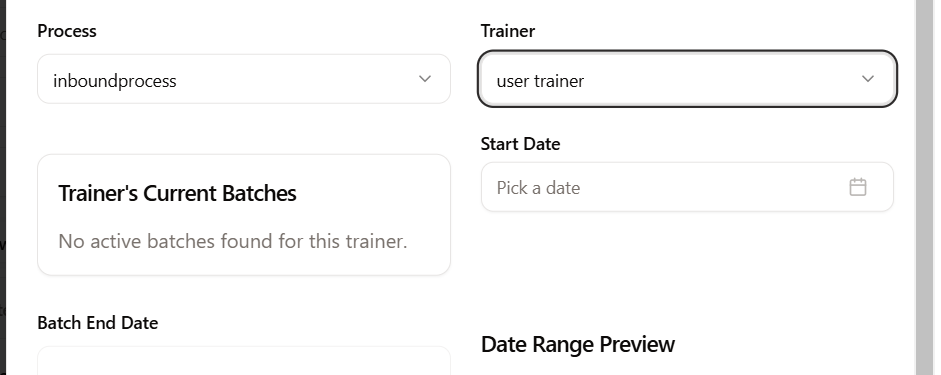 Process
Trainer
inboundprocess
user trainer
Start Date
Pick a date
Trainer's Current Batches
No active batches found for this trainer.
Batch End Date
Date Range Preview